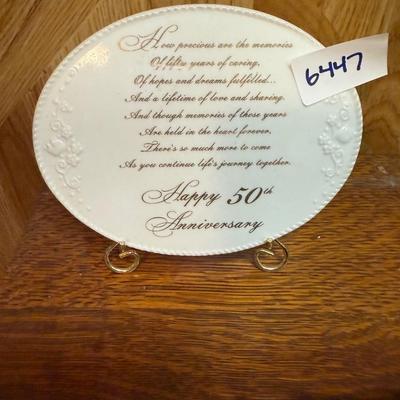 How precious are the memories
Of fifty years of caring,
Of hopes and dreams fulfilled...
And a lifetime of love and sharing.
And though memories of those years
Are held in the heart forever,
There's so much more to come
As you continue life's journey together.
Happy 50th
Anniversary
6447